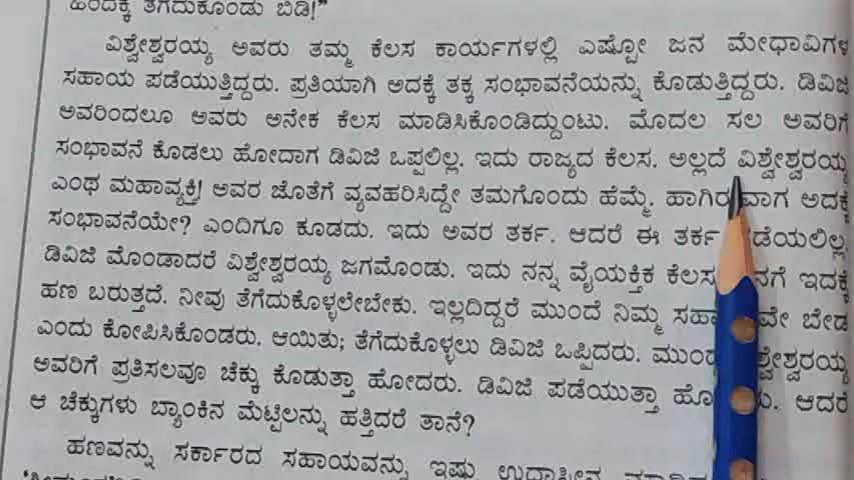 ಹಿಂದಕ್ಕೆ ತೆಗೆದುಕೊಂಡು ಬಿಡಿ!"
ವಿಶ್ವೇಶ್ವರಯ್ಯ ಅವರು ತಮ್ಮ ಕೆಲಸ ಕಾರ್ಯಗಳಲ್ಲಿ ಎಷ್ಟೋ ಜನ ಮೇಧಾವಿಗಳ
ಸಹಾಯ ಪಡೆಯುತ್ತಿದ್ದರು. ಪ್ರತಿಯಾಗಿ ಅದಕ್ಕೆ ತಕ್ಕ ಸಂಭಾವನೆಯನ್ನು ಕೊಡುತ್ತಿದ್ದರು. ಡಿವಿಜಿ
ಅವರಿಂದಲೂ ಅವರು ಅನೇಕ ಕೆಲಸ ಮಾಡಿಸಿಕೊಂಡಿದ್ದುಂಟು. ಮೊದಲ ಸಲ ಅವರಿಗೆ
ಸಂಭಾವನೆ ಕೊಡಲು ಹೋದಾಗ ಡಿವಿಜಿ ಒಪ್ಪಲಿಲ್ಲ. ಇದು ರಾಜ್ಯದ ಕೆಲಸ. ಅಲ್ಲದೆ ವಿಶ್ವೇಶ್ವರಯ್ಯ
ಎಂಥ ಮಹಾವ್ಯಕ್ತಿ! ಅವರ ಜೊತೆಗೆ ವ್ಯವಹರಿಸಿದ್ದೇ ತಮಗೊಂದು ಹೆಮ್ಮೆ. ಹಾಗಿರುವಾಗ ಅದಕ್ಕೆ
ಸಂಭಾವನೆಯೇ? ಎಂದಿಗೂ ಕೂಡದು. ಇದು ಅವರ ತರ್ಕ. ಆದರೆ ಈ ತರ್ಕ ನಡೆಯಲಿಲ್ಲ.
ಡಿವಿಜಿ ಮೊಂಡಾದರೆ ವಿಶ್ವೇಶ್ವರಯ್ಯ ಜಗಮೊಂಡು. ಇದು ನನ್ನ ವೈಯಕ್ತಿಕ ಕೆಲಸ ನನಗೆ ಇದಕ್ಕೆ
ಹಣ ಬರುತ್ತದೆ. ನೀವು ತೆಗೆದುಕೊಳ್ಳಲೇಬೇಕು. ಇಲ್ಲದಿದ್ದರೆ ಮುಂದೆ ನಿಮ್ಮ ಬೇಡ
ಎಂದು ಕೋಪಿಸಿಕೊಂಡರು. ಆಯಿತು; ತೆಗೆದುಕೊಳ್ಳಲು ಡಿವಿಜಿ ಒಪ್ಪಿದರು. ವಿಶ್ವೇಶ್ವರಯ್ಯ
ಅವರಿಗೆ ಪ್ರತಿಸಲವೂ ಚೆಕ್ಕು ಕೊಡುತ್ತಾ ಹೋದರು. ಡಿವಿಜಿ ಪಡೆಯುತ್ತಾ ಆದರೆ
ಆ ಚೆಕ್ಕುಗಳು ಬ್ಯಾಂಕಿನ ಮೆಟ್ಟಿಲನ್ನು ಹತ್ತಿದರೆ ತಾನೆ?
ಹಣವನ್ನು ಸರ್ಕಾರದ ಸಹಾಯವನ್ನು ಇಷ್ಟು ಉದಾಸೀನ